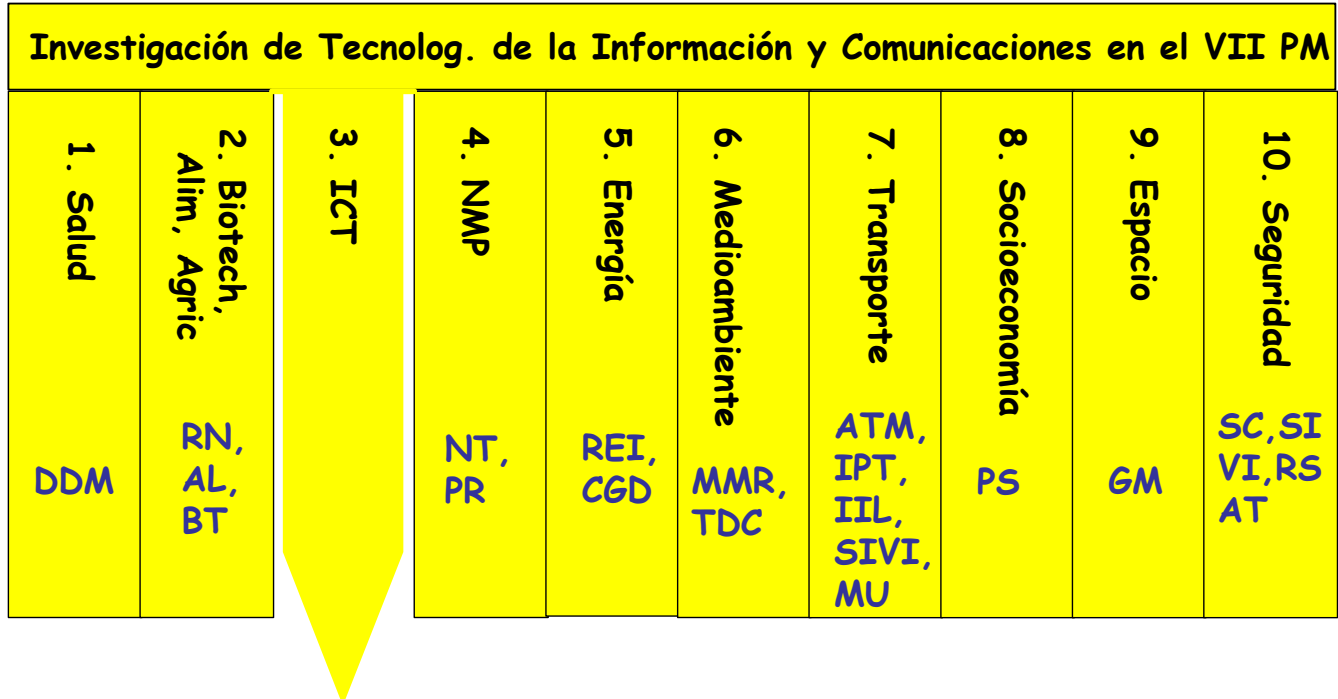 Investigación de Tecnolog. de la Información y Comunicaciones en el VII PM
1. Salud
DDM
2. Biotech,
Alim, Agric
RN,
AL,
BT
3. ICT
4. NMP
NT,
PR
5. Energía
REI,
CGD
6. Medioambiente
MMR,
TDC
7. Transporte
ATM,
IPT,
IIL,
SIVI,
MU
8. Socioeconomía
PS
9. Espacio
GM
10. Seguridad
SC,SI
VI,RS
AT